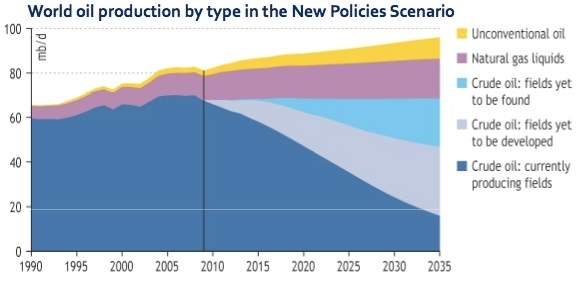 World oil production by type in the New Policies Scenario
100
80
60
40
20
0
mb/d
1990
1995
2000
2005
2010
2015
2020
2025
2030
2035
Unconventional oil
Natural gas liquids
Crude oil: fields yet
to be found
Crude oil: fields yet
to be developed
Crude oil: currently
producing fields